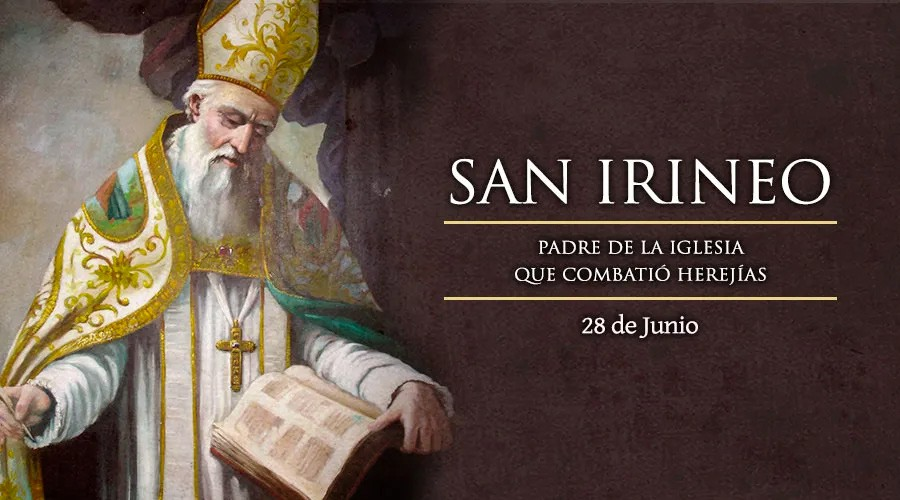 SAN IRINEO
PADRE DE LA IGLESIA
QUE COMBATIÓ HEREJÍAS
28 de Junio